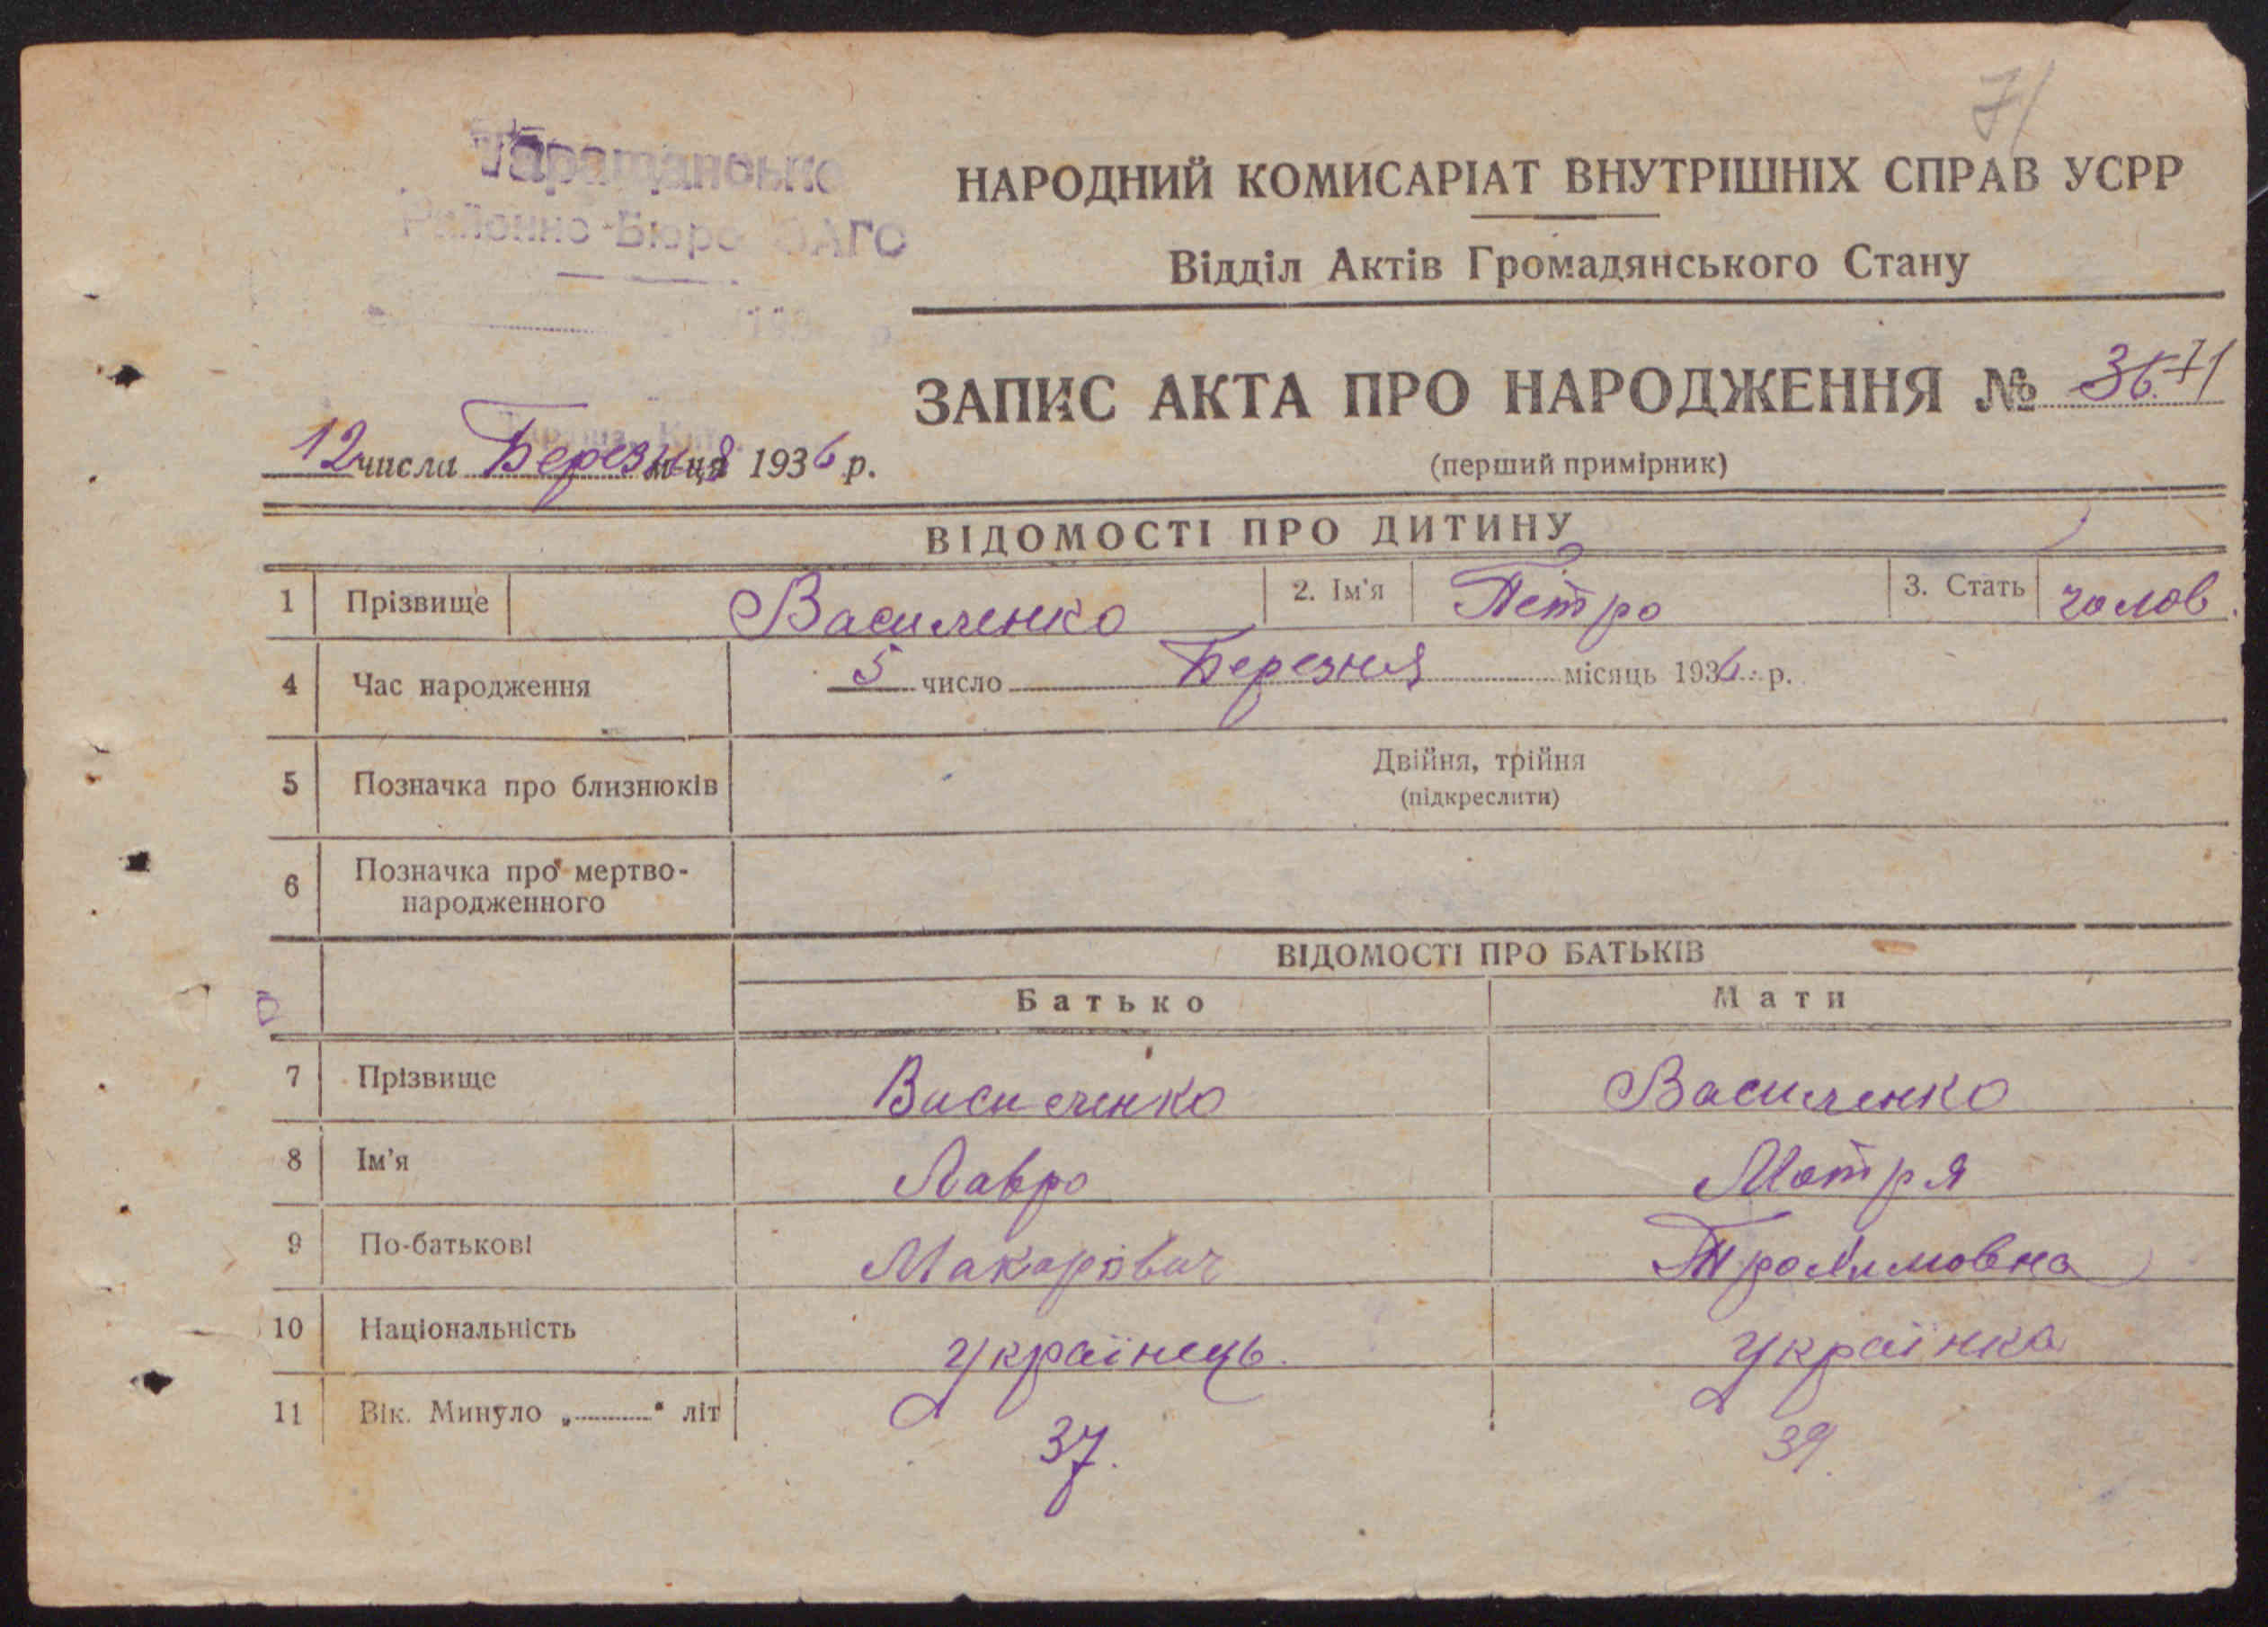 71
Таращанське
Районне Бюро ЗАГС
НАРОДНИЙ КОМИСАРІАТ ВНУТРІШНІХ СПРАВ УСРР
Відділ Актів Громадянського Стану
ЗАПИС АКТА ПРО НАРОДЖЕННЯ № 71
(перший примірник)
12 числа Березня м-ця 1936 р.
ВІДОМОСТІ ПРО ДИТИНУ
1 Прізвище Василенко 2. Ім'я Петро 3. Стать чолов.
4 Час народження 5 число Березня місяць 1936 р.
5 Позначка про близнюків Двійня, трійня
(підкреслити)
6 Позначка про мертво-
народженного
ВІДОМОСТІ ПРО БАТЬКІВ
Батько Мати
7 Прізвище Василенко Василенко
8 Ім'я Лавро Мотря
9 По-батькові Макарович
10 Національність Українець. Українка
11 Вік. Минуло „ " літ 37. 39.